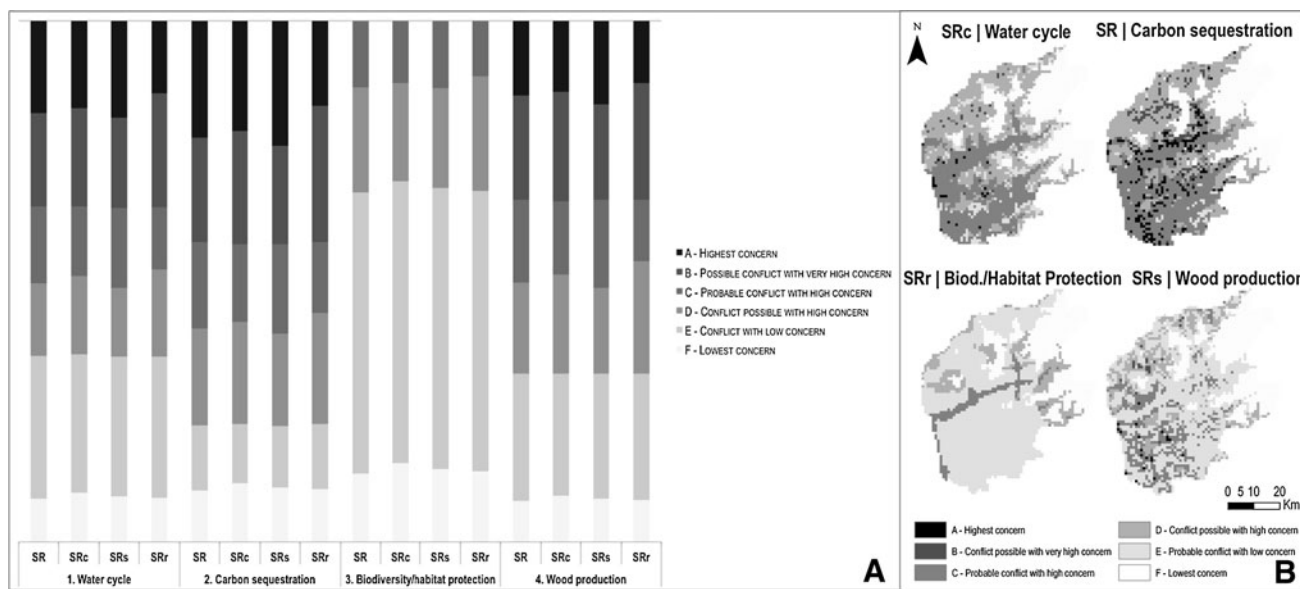 A - HIGHEST CONCERN
B - POSSIBLE CONFLICT WITH VERY HIGH CONCERN
C - PROBABLE CONFLICT WITH HIGH CONCERN
D - CONFLICT POSSIBLE WITH HIGH CONCERN
E - CONFLICT WITH LOW CONCERN
F - LOWEST CONCERN
SR SRc SRs SRr SR SRc SRs SRr SR SRc SRs SRr SR SRc SRs SRr
1. Water cycle 2. Carbon sequestration 3. Biodiversity/habitat protection 4. Wood production
A
N
SRc | Water cycle SR | Carbon sequestration
SRr | Biod./Habitat Protection SRs | Wood production
0 5 10 20
Km
A - Highest concern
B - Conflict possible with very high concern
C - Probable conflict with high concern
D - Conflict possible with high concern
E - Probable conflict with low concern
F - Lowest concern
B